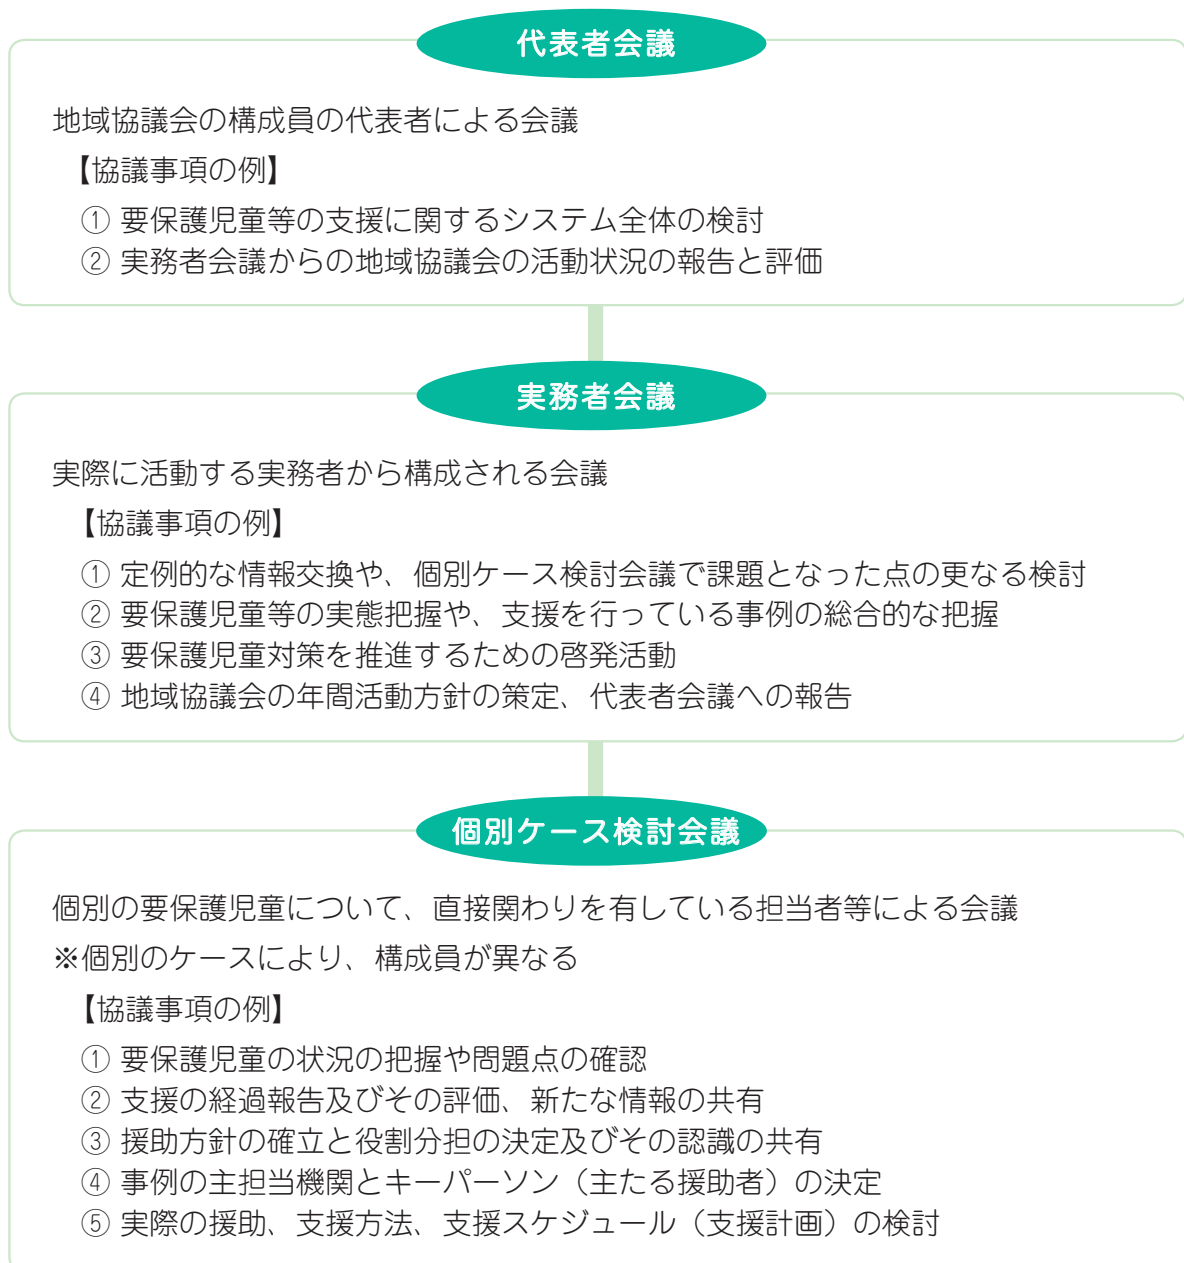 代表者会議
地域協議会の構成員の代表者による会議
【協議事項の例】
① 要保護児童等の支援に関するシステム全体の検討
② 実務者会議からの地域協議会の活動状況の報告と評価
実務者会議
実際に活動する実務者から構成される会議
【協議事項の例】
① 定例的な情報交換や、個別ケース検討会議で課題となった点の更なる検討
② 要保護児童等の実態把握や、支援を行っている事例の総合的な把握
③ 要保護児童対策を推進するための啓発活動
④ 地域協議会の年間活動方針の策定、代表者会議への報告
個別ケース検討会議
個別の要保護児童について、直接関わりを有している担当者等による会議
※個別のケースにより、構成員が異なる
【協議事項の例】
① 要保護児童の状況の把握や問題点の確認
② 支援の経過報告及びその評価、新たな情報の共有
③ 援助方針の確立と役割分担の決定及びその認識の共有
④ 事例の主担当機関とキーパーソン（主たる援助者）の決定
⑤ 実際の援助、支援方法、支援スケジュール（支援計画）の検討